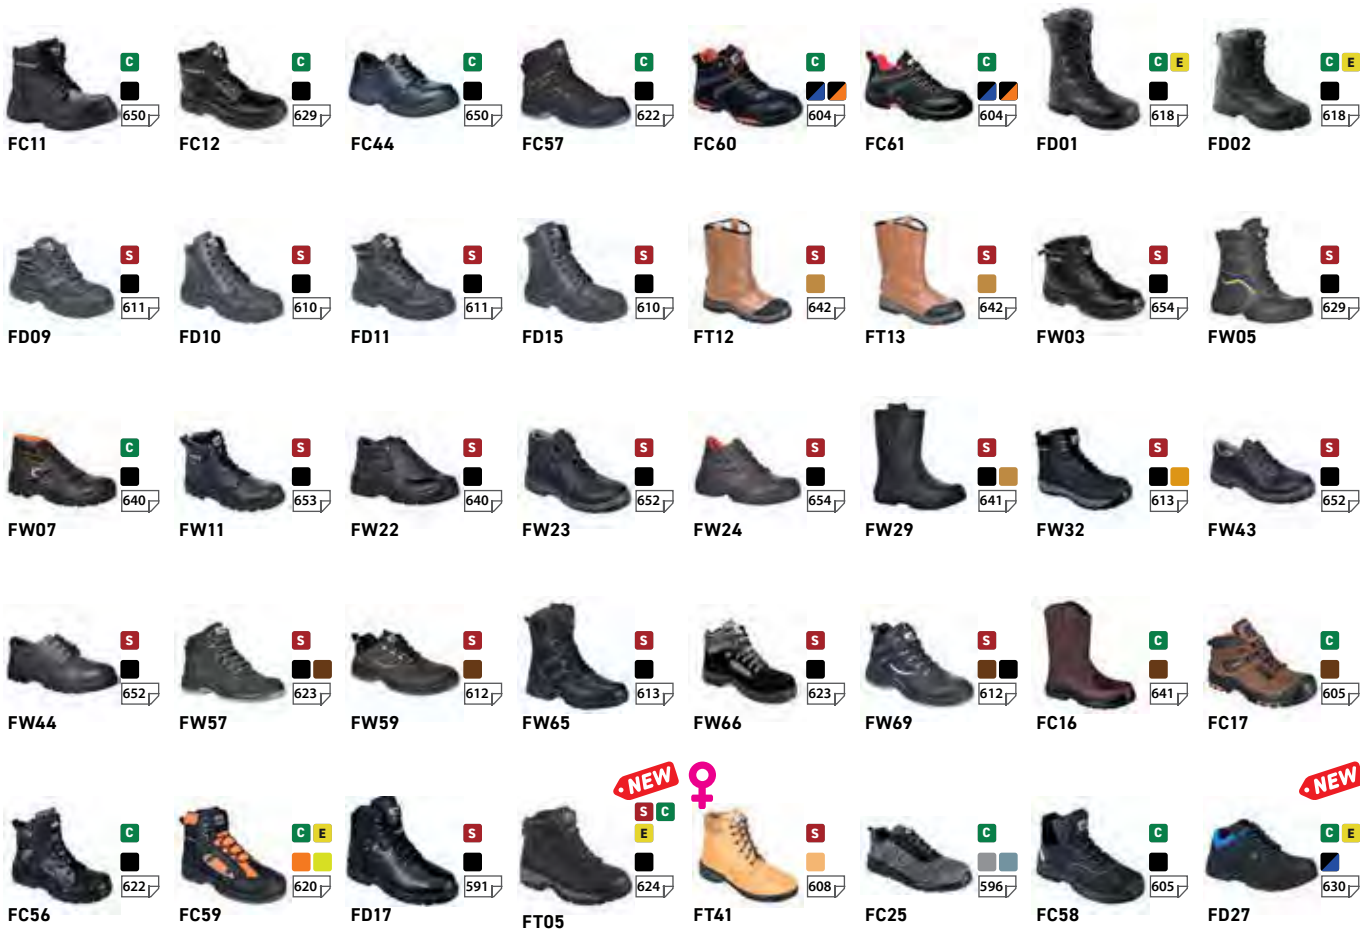 C C C C C C C E C E
650 629 650 622 604 604 618 618
FC11 FC12 FC44 FC57 FC60 FC61 FD01 FD02
S S S S S S S S
611 610 611 610 642 642 654 629
FD09 FD10 FD11 FD15 FT12 FT13 FW03 FW05
C S S S S S S S
640 653 640 652 654 641 613 652
FW07 FW11 FW22 FW23 FW24 FW29 FW32 FW43
S S S S S S C C
652 623 612 613 623 612 641 605
FW44 FW57 FW59 FW65 FW66 FW69 FC16 FC17
NEW NEW
S C
C C E S E S C C C E
622 620 591 624 608 596 605 630
FC56 FC59 FD17 FT05 FT41 FC25 FC58 FD27